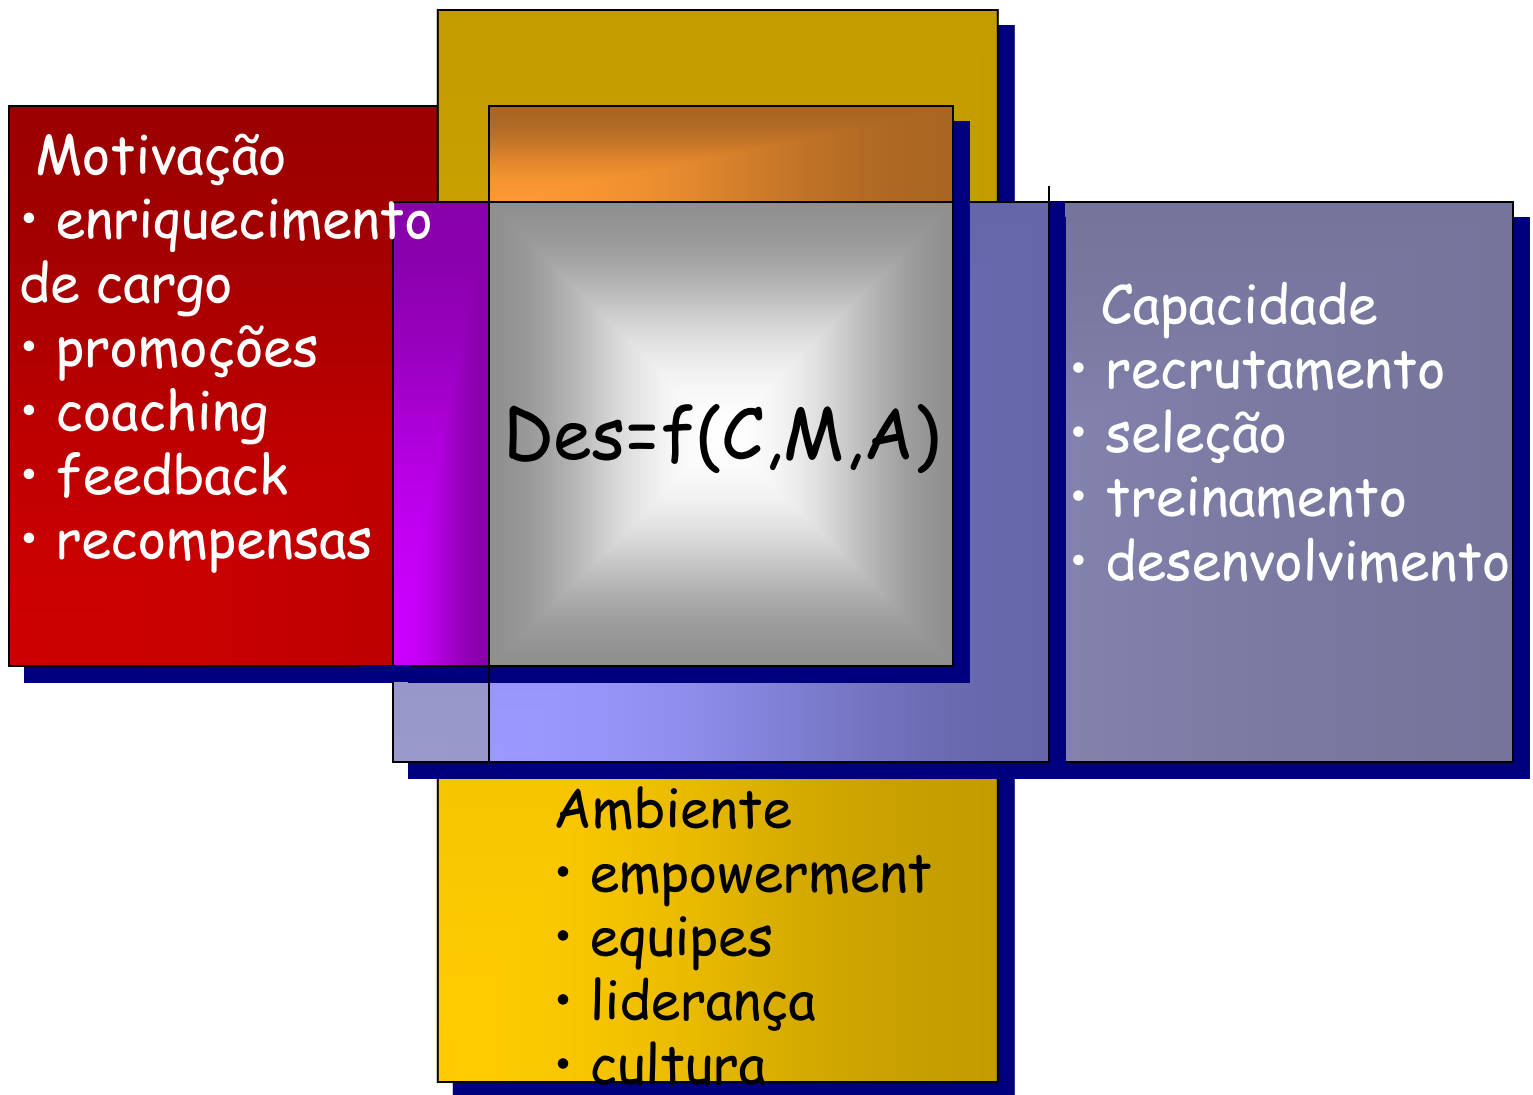 Motivação
• enriquecimento
de cargo
• promoções
• coaching
• feedback
• recompensas
Des=f(C,M,A)
Capacidade
• recrutamento
• seleção
• treinamento
• desenvolvimento
Ambiente
• empowerment
• equipes
• liderança
• cultura